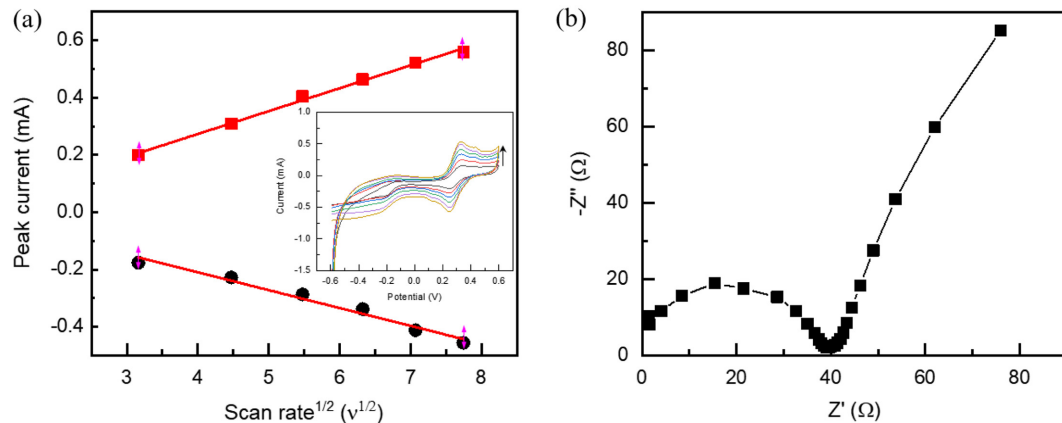 (a)
0.6
0.4
0.2
0.0
-0.2
-0.4
Peak current (mA)
3 4 5 6 7 8
Scan rate1/2 (ν1/2)
1.0
0.5
0.0
-0.5
-1.0
-1.5
Current (mA)
-0.6 -0.4 0.2 0.0 0.2 0.4 0.6
Potential (V)
(b)
80
60
40
20
0
-Z'' (Ω)
0 20 40 60 80
Z' (Ω)